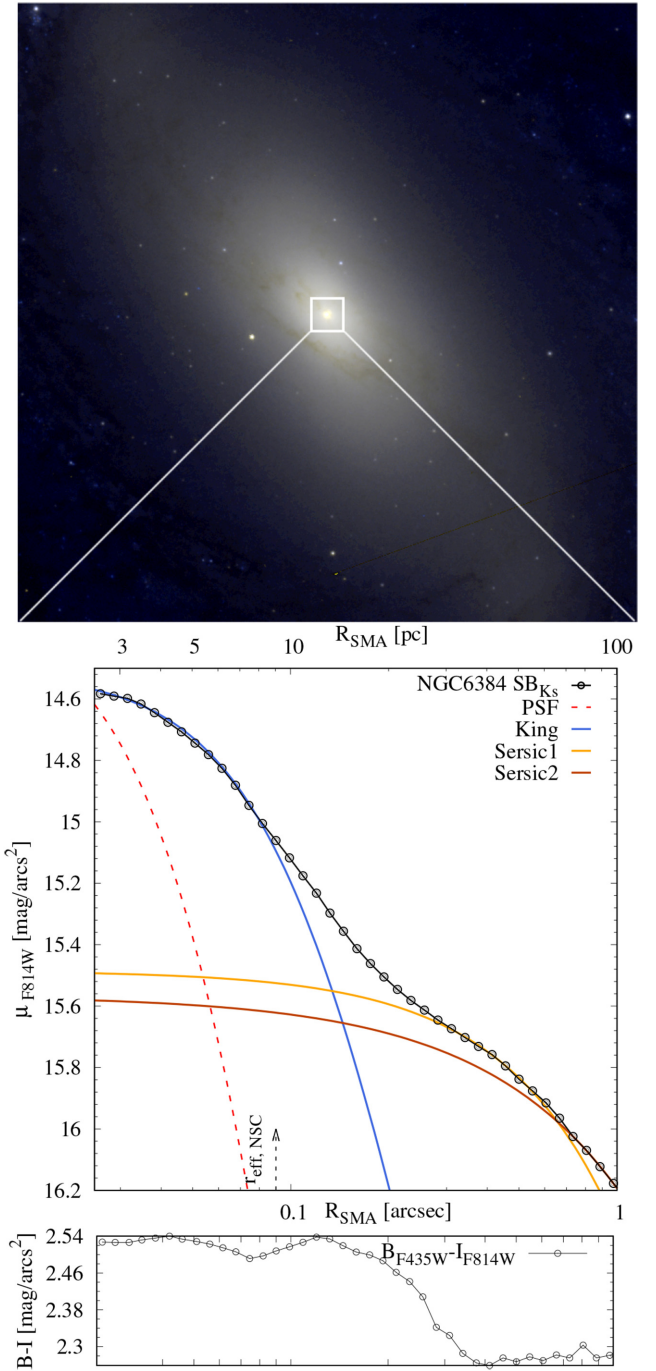 R_SMA [pc]
3 5 10 100
NGC6384 SB_Ks
PSF
King
Sersic1
Sersic2
14.6
14.8
15
15.2
15.4
15.6
15.8
16
16.2
μ_F814W [mag/arcs²]
r_eff, NSC
0.1 1
R_SMA [arcsec]
B_F435W-I_F814W
2.54
2.46
2.38
2.3
B-I [mag/arcs²]